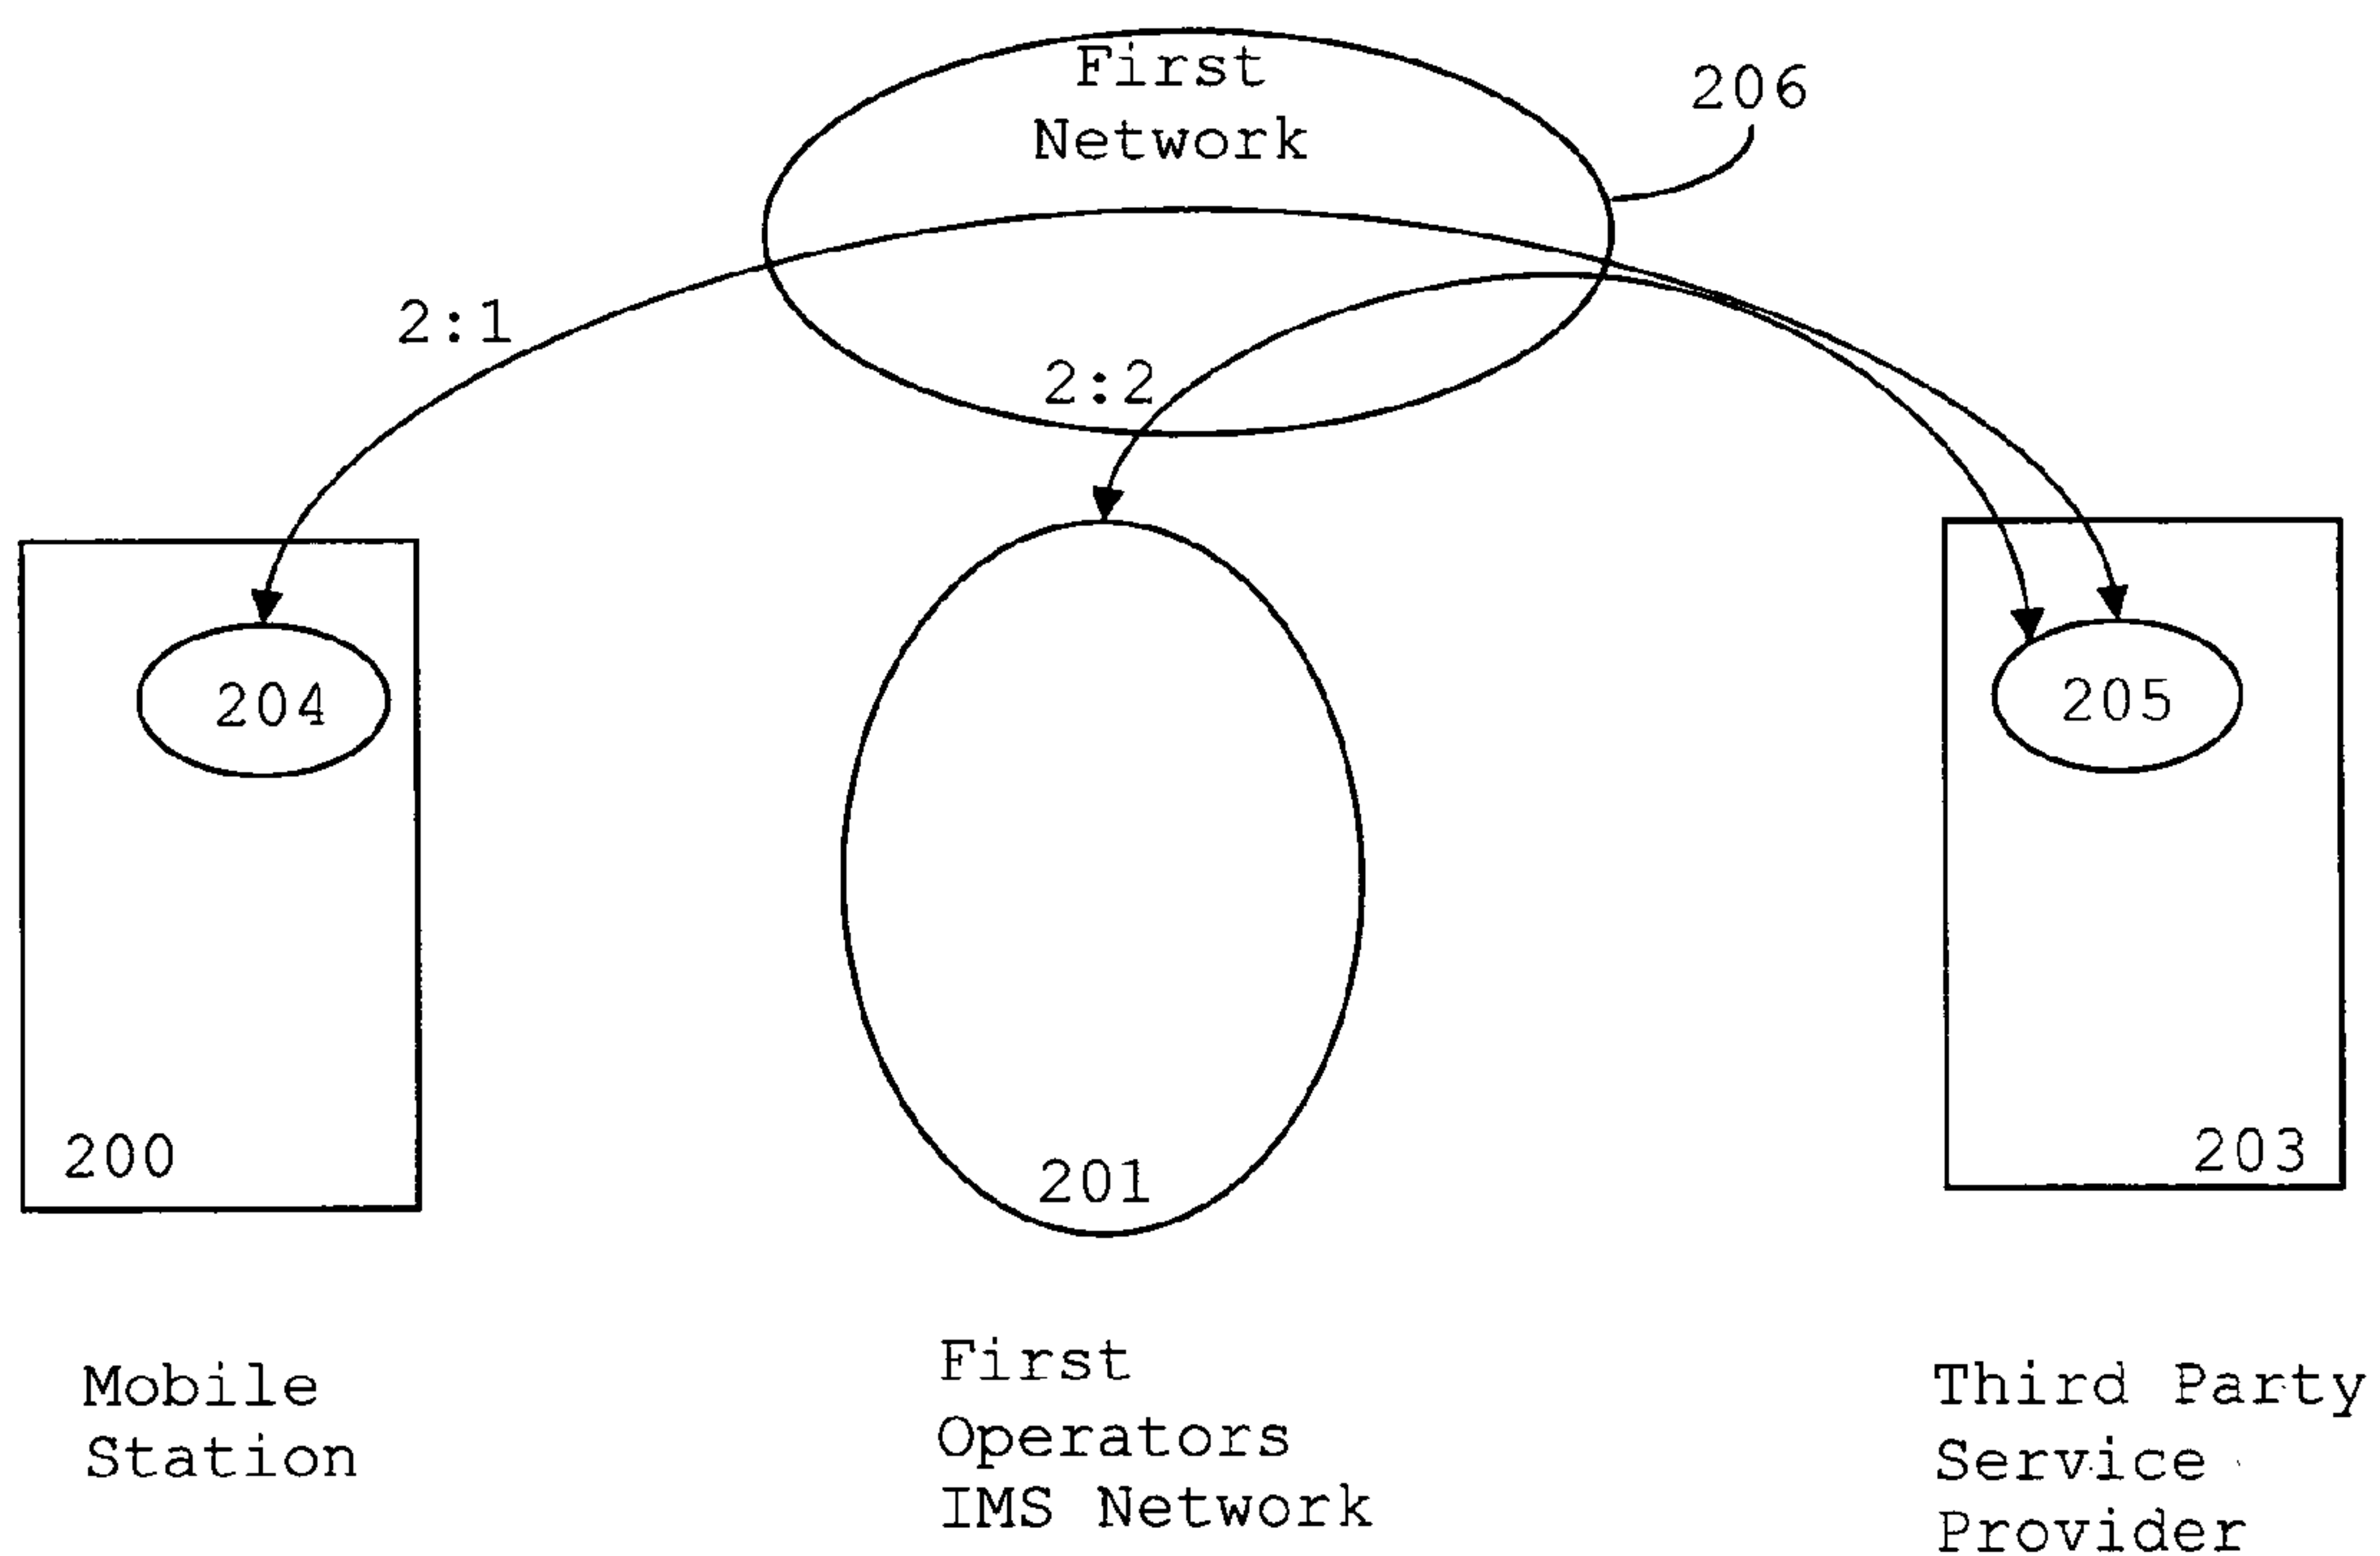 First
Network
206
2:1
2:2
204
205
200
201
203
Mobile
Station
First
Operators
IMS Network
Third Party
Service
Provider